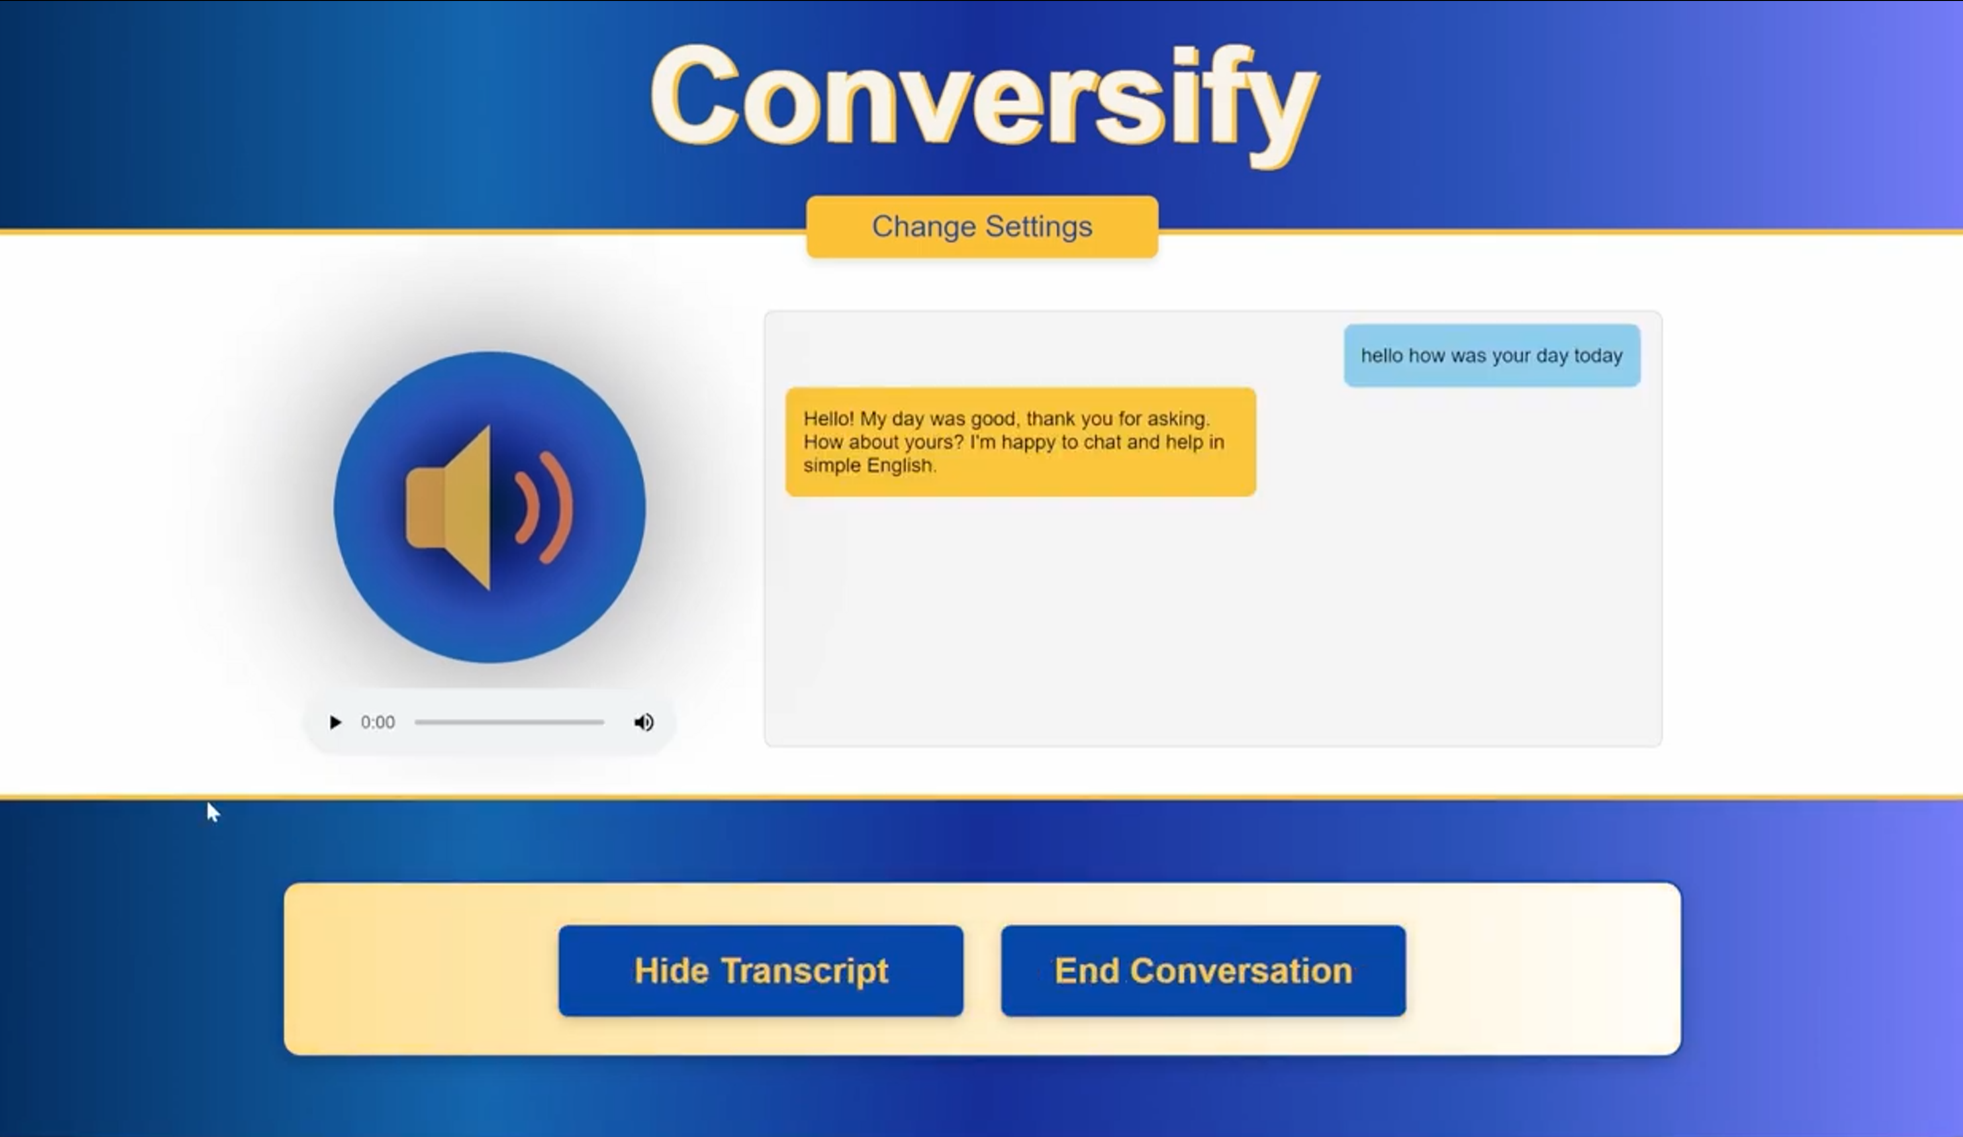 Conversify
Change Settings
hello how was your day today
Hello! My day was good, thank you for asking.
How about yours? I'm happy to chat and help in
simple English.
0:00
Hide Transcript
End Conversation